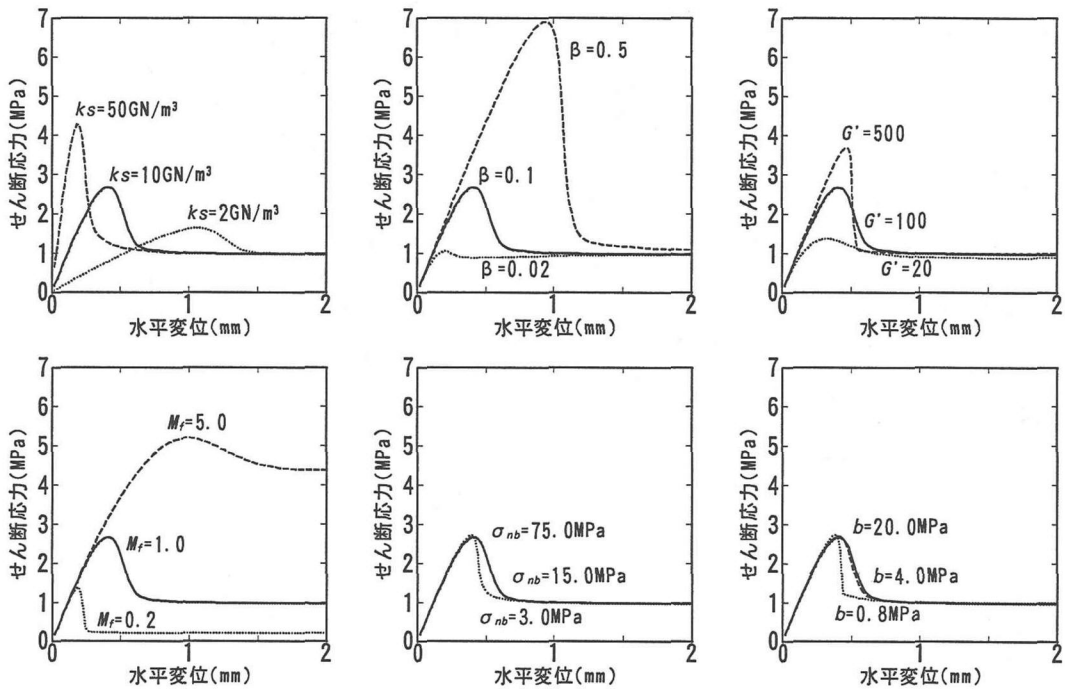 せん断応力(MPa)
7
6
5
4
3
2
1
0
ks=50GN/m³
ks=10GN/m³
ks=2GN/m³
0 1 2
水平変位(mm)
せん断応力(MPa)
7
6
5
4
3
2
1
0
β=0.5
β=0.1
β=0.02
0 1 2
水平変位(mm)
せん断応力(MPa)
7
6
5
4
3
2
1
0
G'=500
G'=100
G'=20
0 1 2
水平変位(mm)
せん断応力(MPa)
7
6
5
4
3
2
1
0
Mf=5.0
Mf=1.0
Mf=0.2
0 1 2
水平変位(mm)
せん断応力(MPa)
7
6
5
4
3
2
1
0
σnb=75.0MPa
σnb=15.0MPa
σnb=3.0MPa
0 1 2
水平変位(mm)
せん断応力(MPa)
7
6
5
4
3
2
1
0
b=20.0MPa
b=4.0MPa
b=0.8MPa
0 1 2
水平変位(mm)